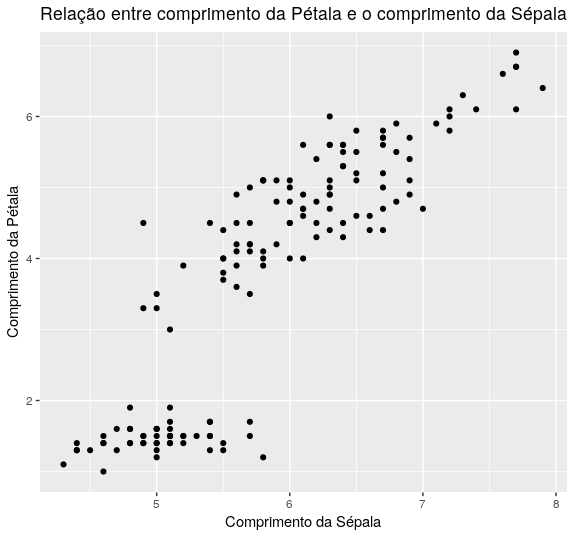 Relação entre comprimento da Pétala e o comprimento da Sépala
6
4
2
Comprimento da Pétala
5 6 7 8
Comprimento da Sépala